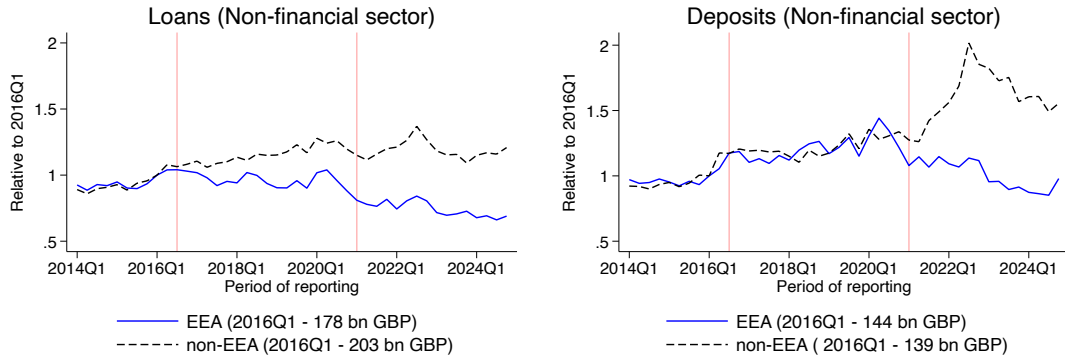 Loans (Non-financial sector)
2
1.5
1
.5
Relative to 2016Q1
2014Q1 2016Q1 2018Q1 2020Q1 2022Q1 2024Q1
Period of reporting
EEA (2016Q1 - 178 bn GBP)
non-EEA (2016Q1 - 203 bn GBP)
Deposits (Non-financial sector)
2
1.5
1
.5
Relative to 2016Q1
2014Q1 2016Q1 2018Q1 2020Q1 2022Q1 2024Q1
Period of reporting
EEA (2016Q1 - 144 bn GBP)
non-EEA ( 2016Q1 - 139 bn GBP)